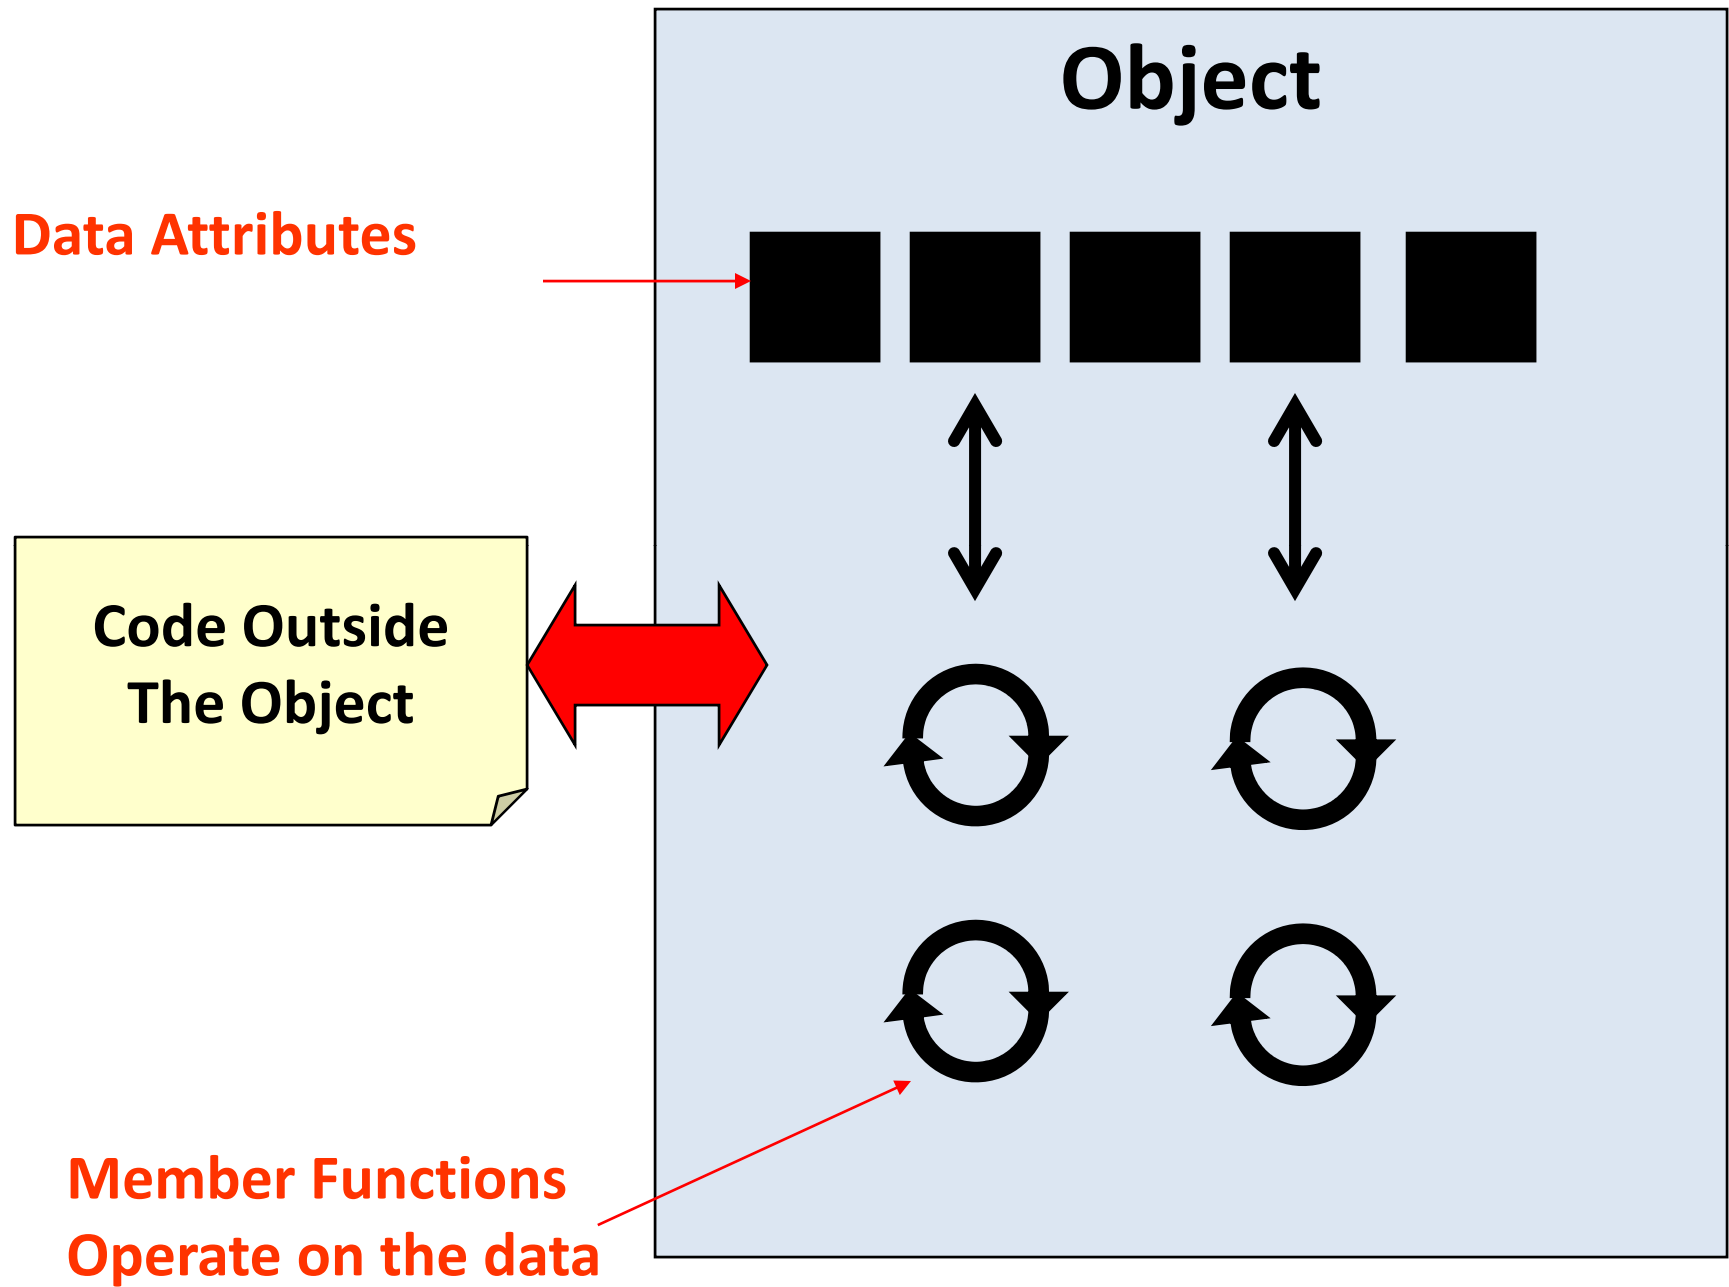 Object
Data Attributes
Code Outside
The Object
Member Functions
Operate on the data